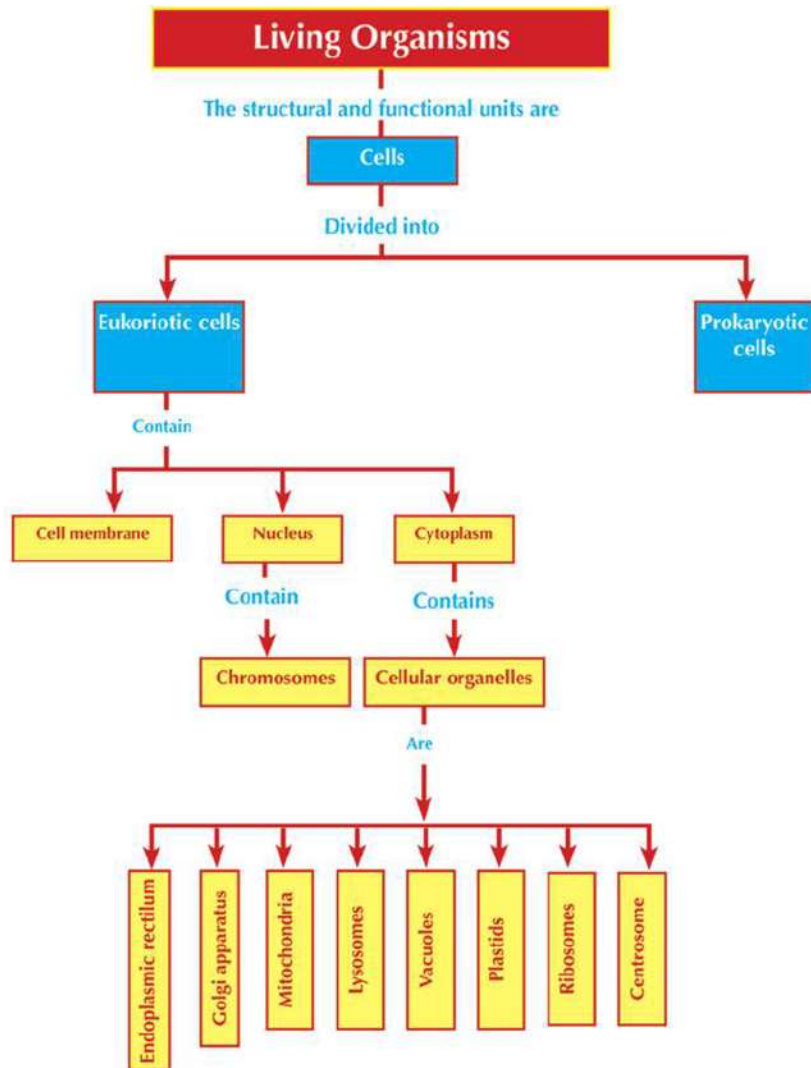 Living Organisms
The structural and functional units are
Cells
Divided into
Eukoriotic cells
Prokaryotic
cells
Contain
Cell membrane
Nucleus
Cytoplasm
Contain
Contains
Chromosomes
Cellular organelles
Are
Endoplasmic rectilum
Golgi apparatus
Mitochondria
Lysosomes
Vacuoles
Plastids
Ribosomes
Centrosome